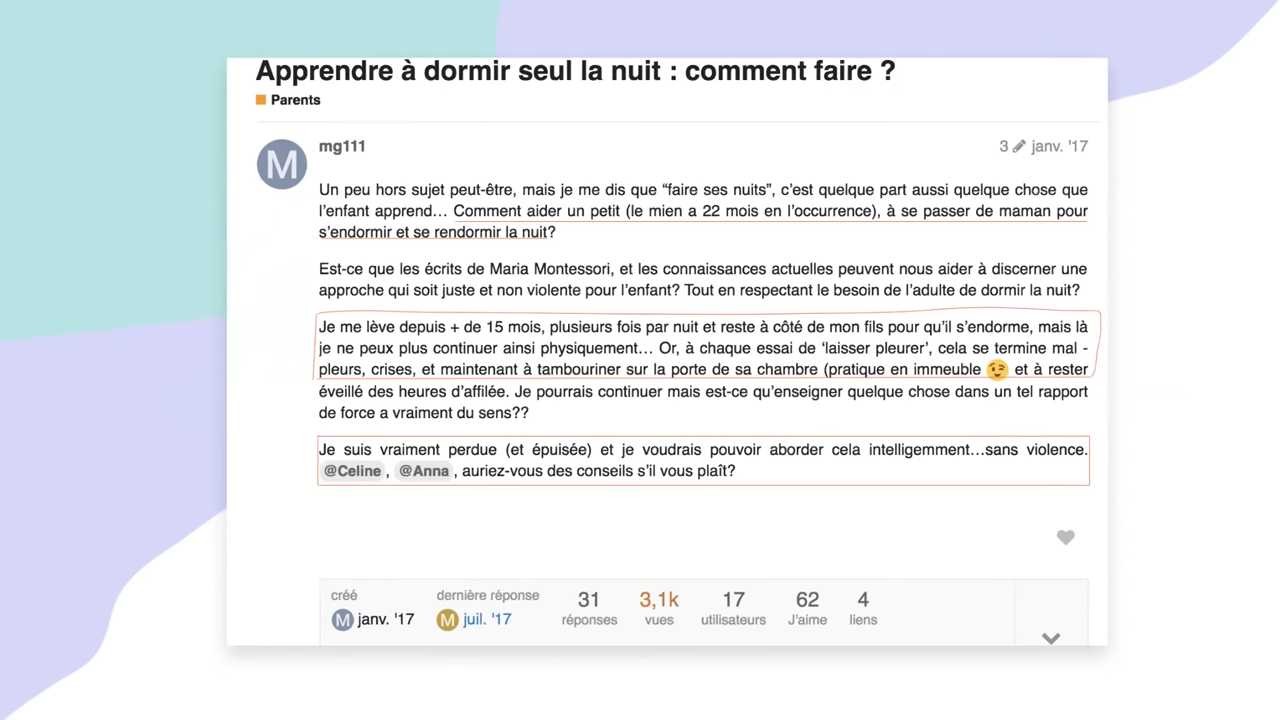 Apprendre à dormir seul la nuit : comment faire ?
Parents
M
mg111
3 janv. '17
Un peu hors sujet peut-être, mais je me dis que “faire ses nuits”, c’est quelque part aussi quelque chose que
l’enfant apprend… Comment aider un petit (le mien a 22 mois en l’occurrence), à se passer de maman pour
s’endormir et se rendormir la nuit?
Est-ce que les écrits de Maria Montessori, et les connaissances actuelles peuvent nous aider à discerner une
approche qui soit juste et non violente pour l’enfant? Tout en respectant le besoin de l’adulte de dormir la nuit?
Je me lève depuis + de 15 mois, plusieurs fois par nuit et reste à côté de mon fils pour qu’il s’endorme, mais là
je ne peux plus continuer ainsi physiquement… Or, à chaque essai de ‘laisser pleurer’, cela se termine mal -
pleurs, crises, et maintenant à tambouriner sur la porte de sa chambre (pratique en immeuble 😉 et à rester
éveillé des heures d’affilée. Je pourrais continuer mais est-ce qu’enseigner quelque chose dans un tel rapport
de force a vraiment du sens??
Je suis vraiment perdue (et épuisée) et je voudrais pouvoir aborder cela intelligemment…sans violence.
@Celine , @Anna , auriez-vous des conseils s’il vous plaît?
créé dernière réponse 31 3,1k 17 62 4
M janv. '17 M juil. '17 réponses vues utilisateurs J'aime liens